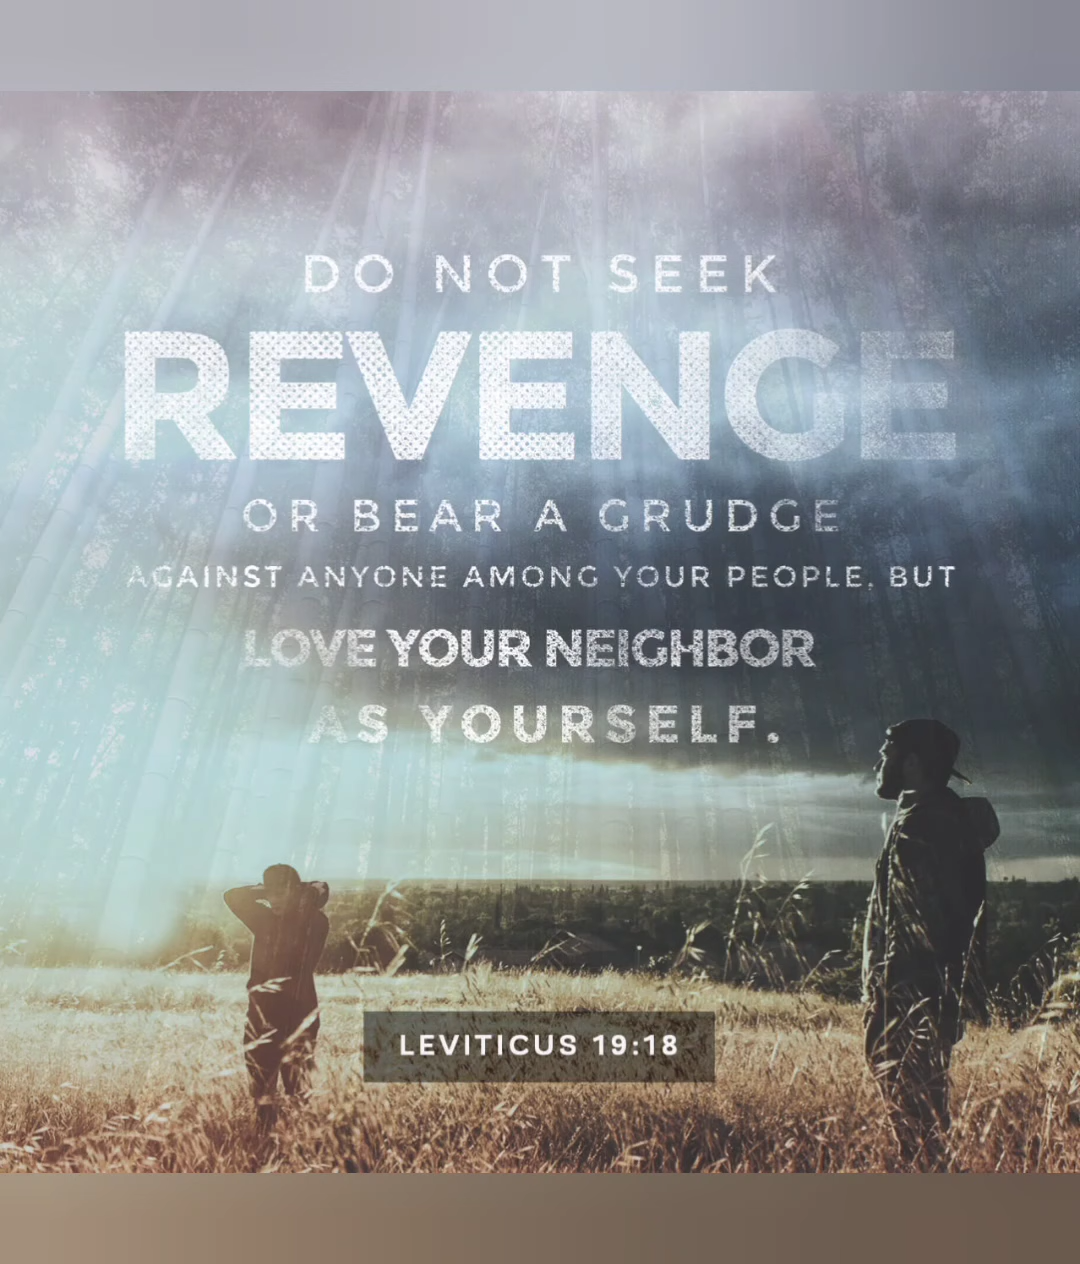 DO NOT SEEK
REVENGE
OR BEAR A GRUDGE
AGAINST ANYONE AMONG YOUR PEOPLE, BUT
LOVE YOUR NEIGHBOR
AS YOURSELF.
LEVITICUS 19:18